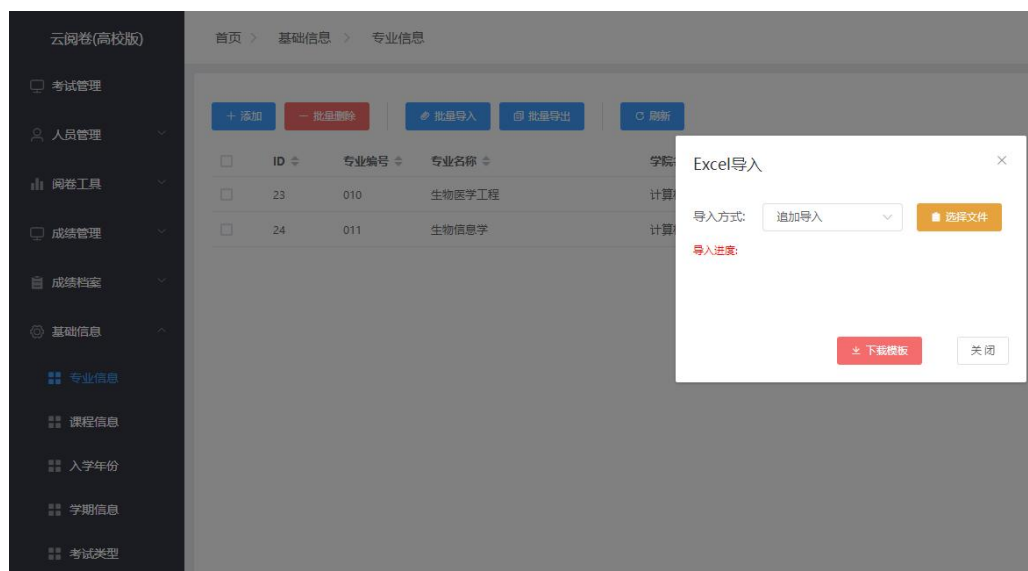 云阅卷(高校版)
首页 基础信息 专业信息
考试管理
人员管理
阅卷工具
成绩管理
成绩档案
基础信息
专业信息
课程信息
入学年份
学期信息
考试类型
+ 添加 − 批量删除 批量导入 批量导出 刷新
ID 专业编号 专业名称 学院
23 010 生物医学工程
24 011 生物信息学
Excel导入
导入方式: 追加导入 选择文件
导入进度:
下载模板 关闭